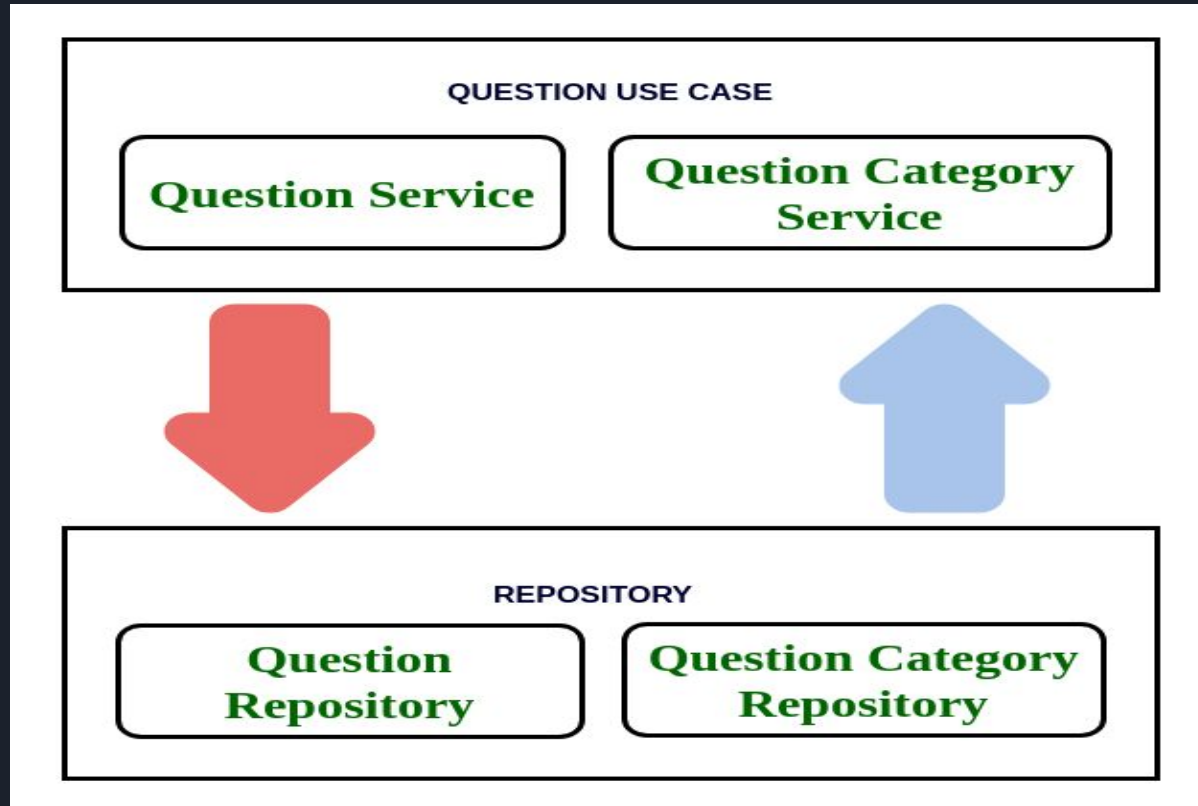 QUESTION USE CASE
Question Service
Question Category
Service
REPOSITORY
Question
Repository
Question Category
Repository